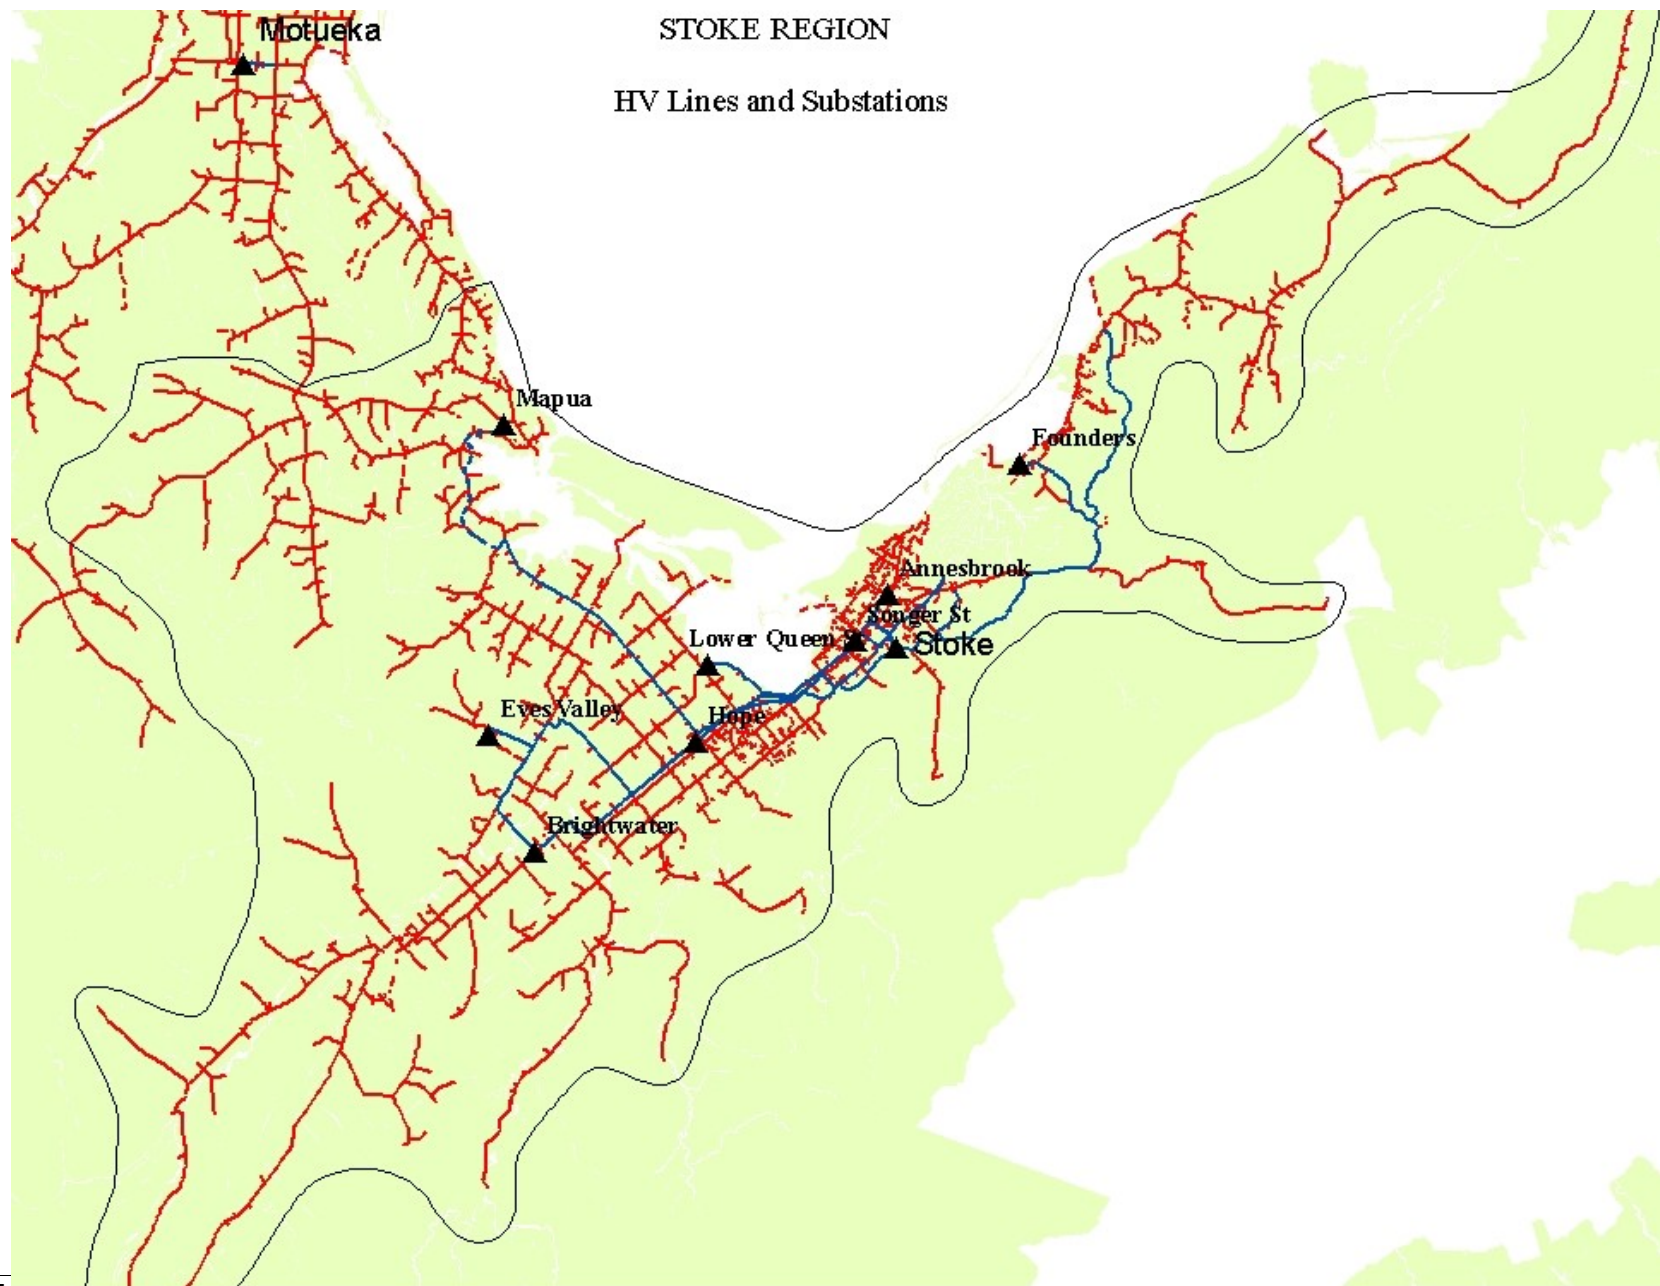 Motueka
STOKE REGION
HV Lines and Substations
Mapua
Founders
Annesbrook
Songer St
Lower Queen
Stoke
Eves Valley
Hope
Brightwater